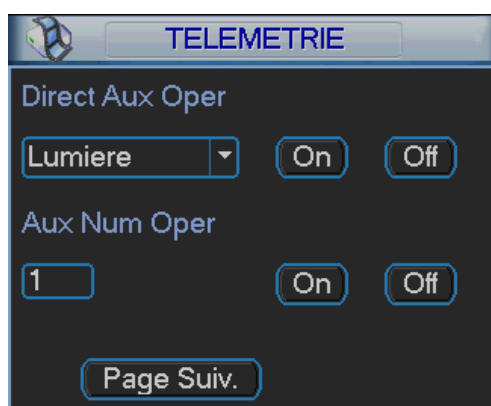 TELEMETRIE
Direct Aux Oper
Lumiere On Off
Aux Num Oper
1 On Off
Page Suiv.